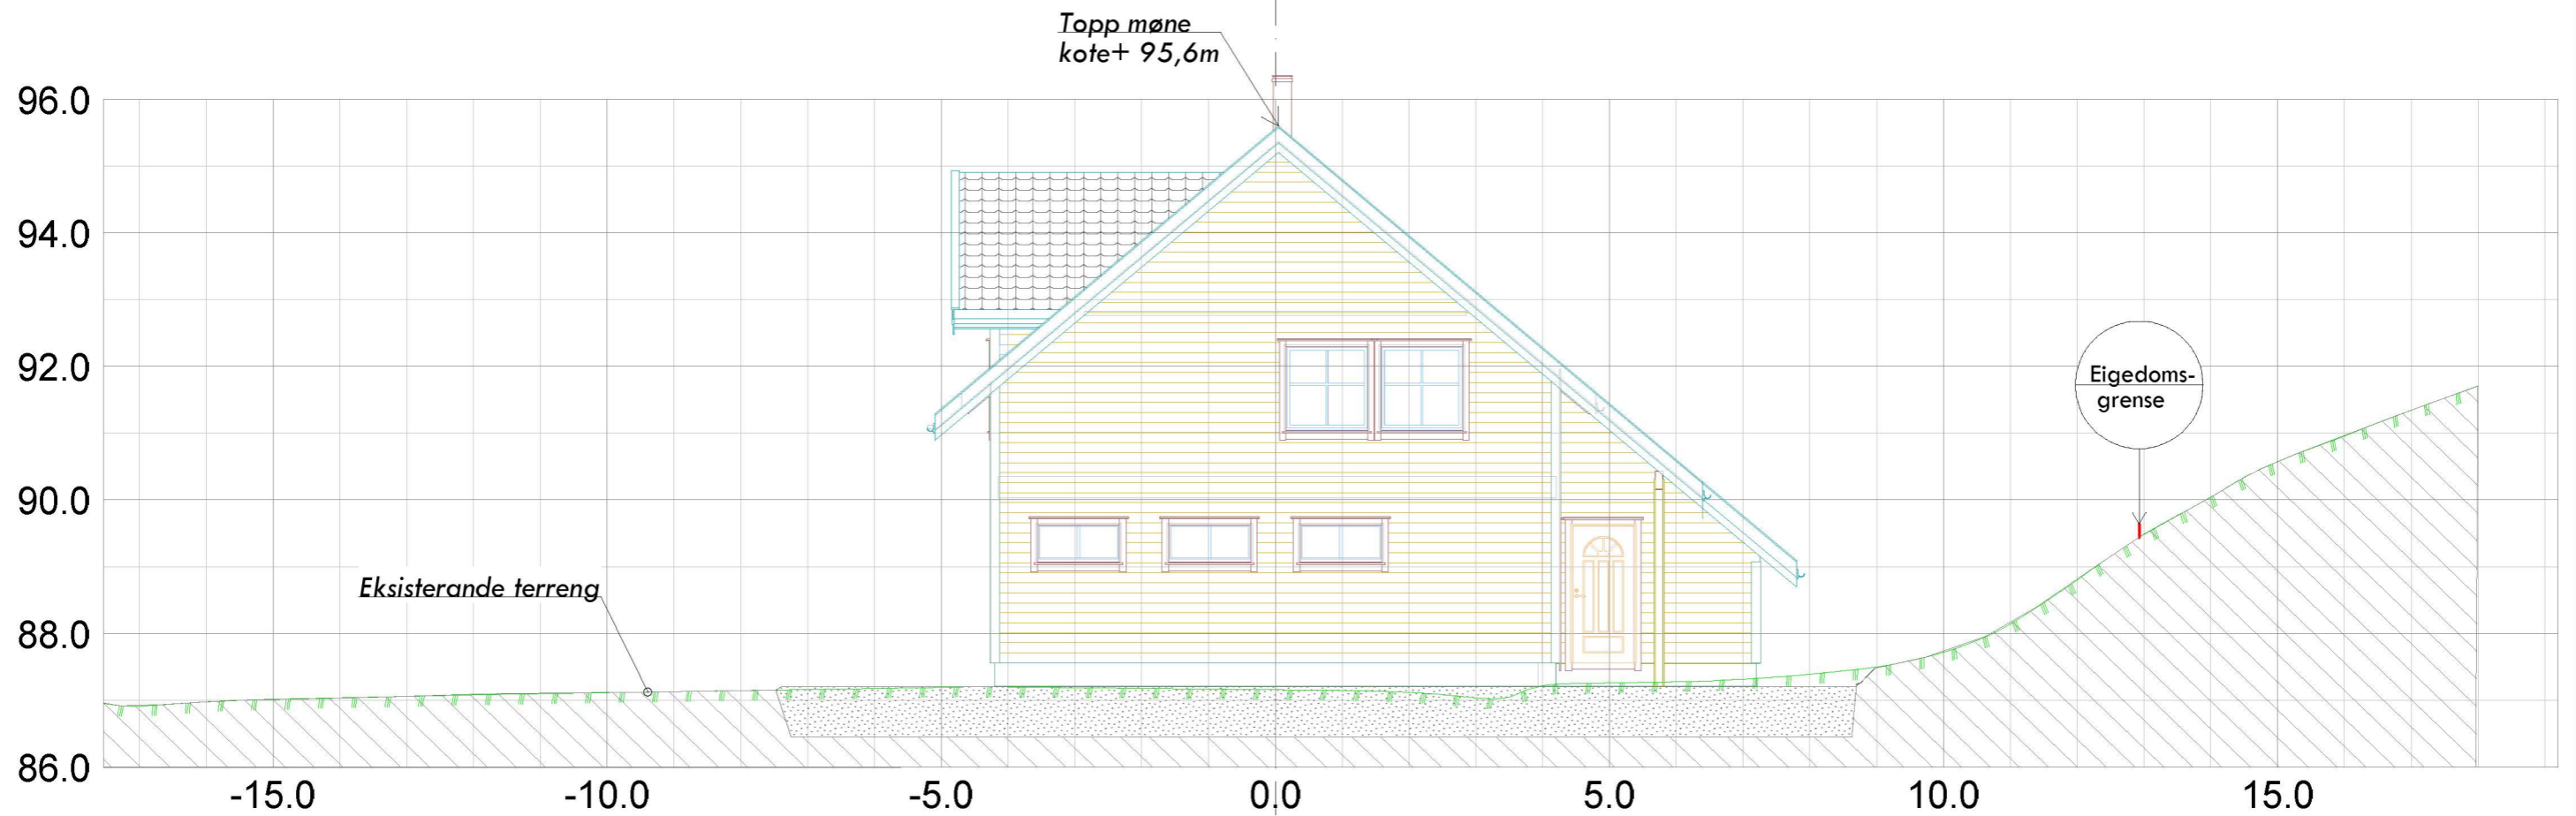 Topp møne
kote+ 95,6m
96.0
94.0
92.0
90.0
88.0
86.0
Eigedoms-
grense
Eksisterande terreng
-15.0
-10.0
-5.0
0.0
5.0
10.0
15.0